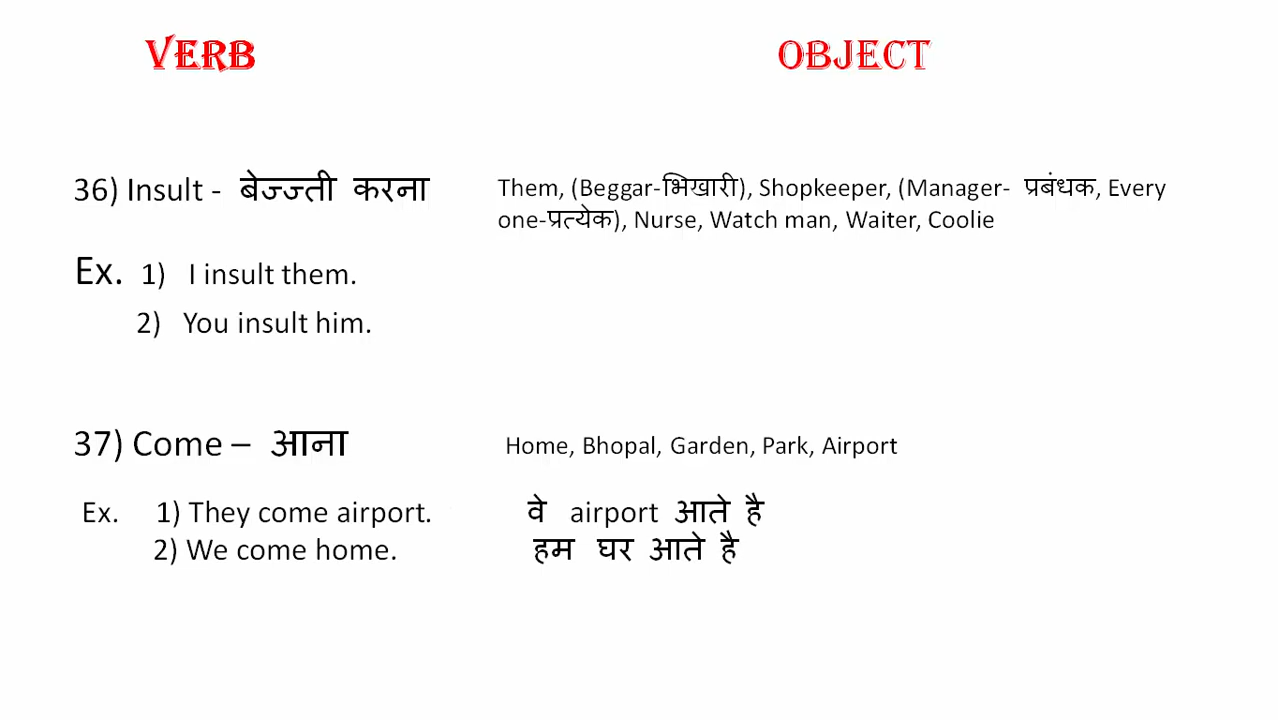 VERB OBJECT
36) Insult - बेज्ज्ती करना Them, (Beggar-भिखारी), Shopkeeper, (Manager- प्रबंधक, Every
one-प्रत्येक), Nurse, Watch man, Waiter, Coolie
Ex. 1) I insult them.
2) You insult him.
37) Come – आना Home, Bhopal, Garden, Park, Airport
Ex. 1) They come airport. वे airport आते है
2) We come home. हम घर आते है